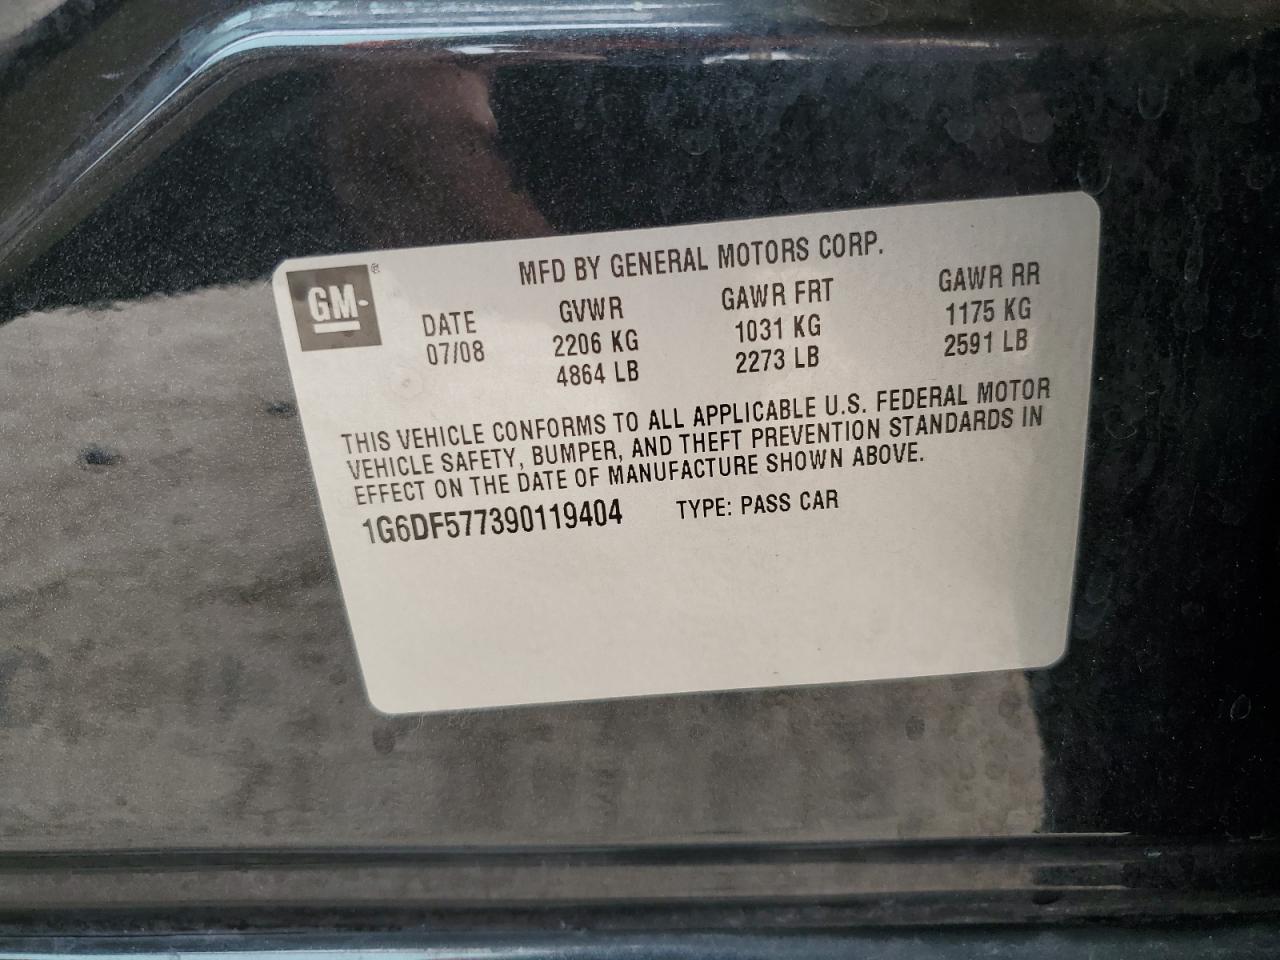 MFD BY GENERAL MOTORS CORP.
GM ®
DATE GVWR GAWR FRT GAWR RR
07/08 2206 KG 1031 KG 1175 KG
4864 LB 2273 LB 2591 LB
THIS VEHICLE CONFORMS TO ALL APPLICABLE U.S. FEDERAL MOTOR
VEHICLE SAFETY, BUMPER, AND THEFT PREVENTION STANDARDS IN
EFFECT ON THE DATE OF MANUFACTURE SHOWN ABOVE.
1G6DF577390119404 TYPE: PASS CAR